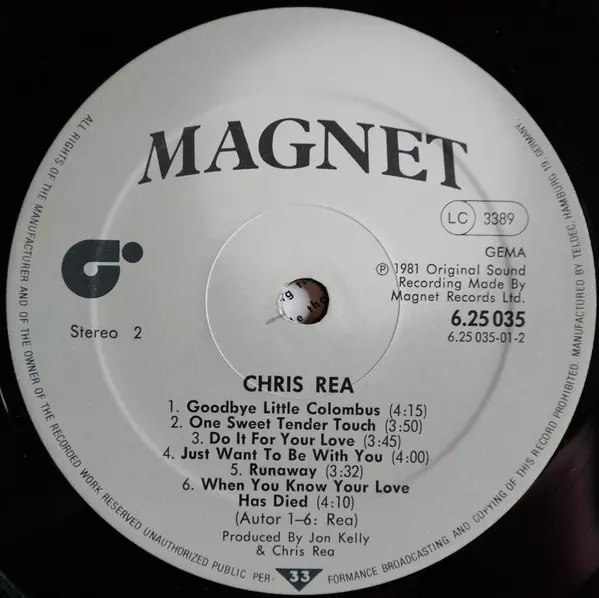 MAGNET
LC 3389
GEMA
℗ 1981 Original Sound
Recording Made By
Magnet Records Ltd.
6.25 035
6.25 035-01-2
Stereo 2
CHRIS REA
1. Goodbye Little Colombus (4:15)
2. One Sweet Tender Touch (3:50)
3. Do It For Your Love (3:45)
4. Just Want To Be With You (4:00)
5. Runaway (3:32)
6. When You Know Your Love
Has Died (4:10)
(Autor 1–6: Rea)
Produced By Jon Kelly
& Chris Rea
ALL RIGHTS OF THE MANUFACTURER AND OF THE OWNER OF THE RECORDED WORK RESERVED UNAUTHORIZED PUBLIC PER- 33 FORMANCE BROADCASTING AND COPYING OF THIS RECORD PROHIBITED. MANUFACTURED BY TELDEC, HAMBURG 19 GERMANY.